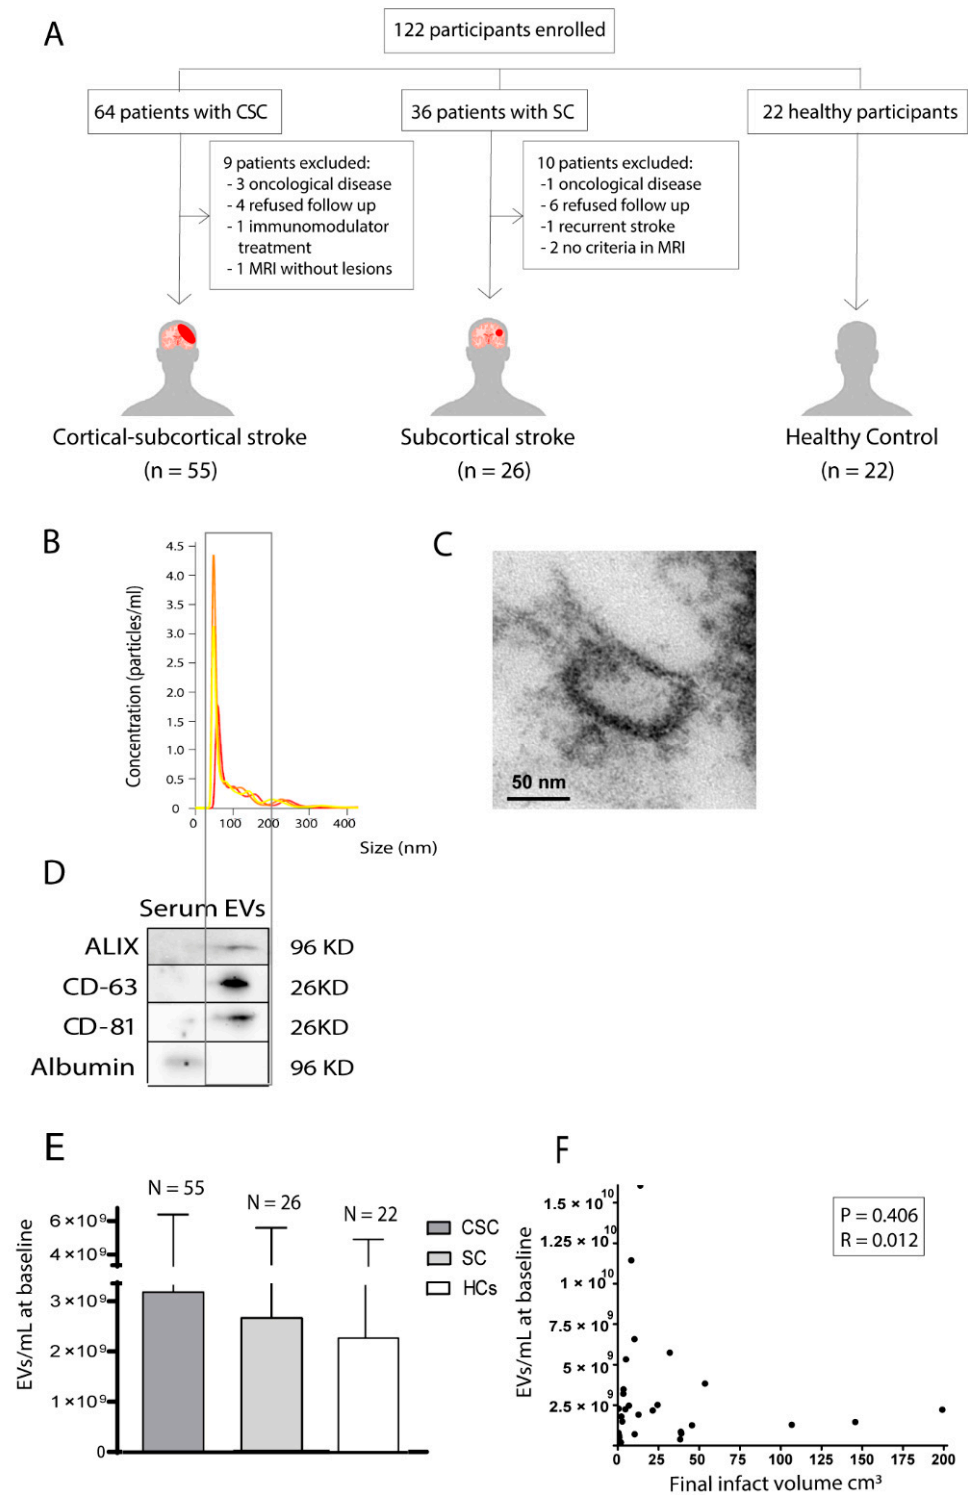 A
122 participants enrolled
64 patients with CSC
36 patients with SC
22 healthy participants
9 patients excluded:
- 3 oncological disease
- 4 refused follow up
- 1 immunomodulator
treatment
- 1 MRI without lesions
10 patients excluded:
-1 oncological disease
-6 refused follow up
-1 recurrent stroke
- 2 no criteria in MRI
Cortical-subcortical stroke
(n = 55)
Subcortical stroke
(n = 26)
Healthy Control
(n = 22)
B
Concentration (particles/ml)
4.5
4.0
3.5
3.0
2.5
2.0
1.5
1.0
0.5
0
0 100 200 300 400
Size (nm)
C
50 nm
D
Serum EVs
ALIX 96 KD
CD-63 26KD
CD-81 26KD
Albumin 96 KD
E
EVs/mL at baseline
6×10⁹
4×10⁹
3×10⁹
2×10⁹
1×10⁹
0
N = 55
N = 26
N = 22
CSC
SC
HCs
F
EVs/mL at baseline
1.5 × 10¹⁰
1.25 × 10¹⁰
1 × 10¹⁰
7.5 × 10⁹
5 × 10⁹
2.5 × 10⁹
P = 0.406
R = 0.012
0 25 50 75 100 125 150 175 200
Final infact volume cm³